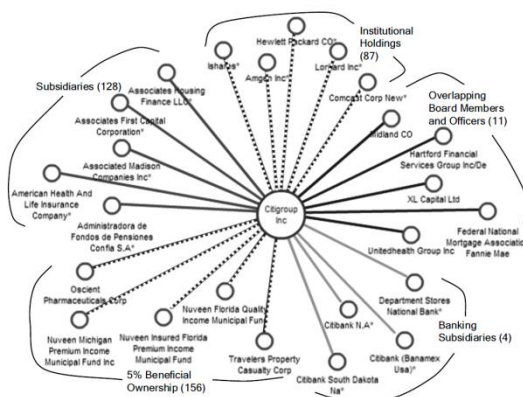 Institutional
Holdings
(87)
Hewlett Packard CO*
Ishares*
Amgen Inc*
Lorillard Inc*
Comcast Corp New*
Subsidiaries (128)
Associates Housing
Finance LLC*
Associates First Capital
Corporation*
Associated Madison
Companies Inc*
American Health And
Life Insurance
Company*
Administradora de
Fondos de Pensiones
Confia S.A*
Overlapping
Board Members
and Officers (11)
Midland CO
Hartford Financial
Services Group Inc/De
XL Capital Ltd
Federal National
Mortgage Association
Fannie Mae
Unitedhealth Group Inc
Citigroup
Inc
Oscient
Pharmaceuticals Corp
Nuveen Michigan
Premium Income
Municipal Fund Inc
Nuveen Insured Florida
Premium Income
Municipal Fund
Nuveen Florida Quality
Income Municipal Fund
Travelers Property
Casualty Corp
5% Beneficial
Ownership (156)
Department Stores
National Bank*
Citibank N.A*
Citibank (Banamex
Usa)*
Citibank South Dakota
Na*
Banking
Subsidiaries (4)